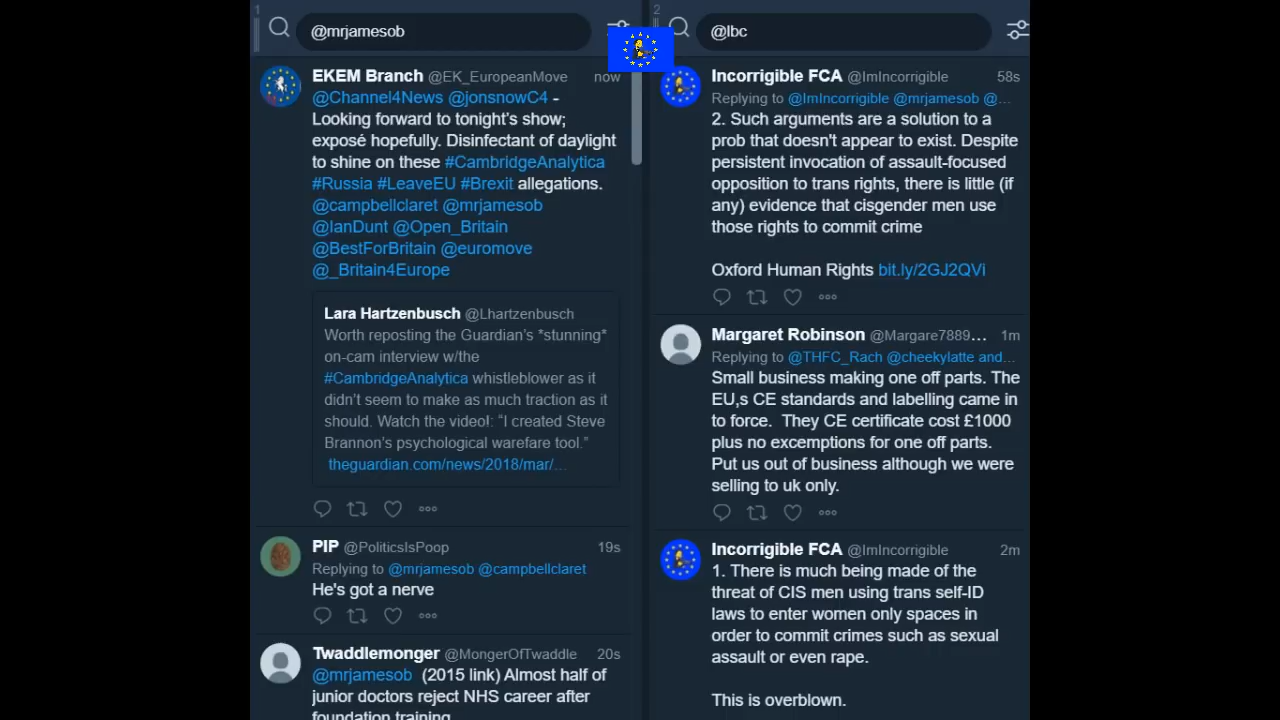 1
@mrjamesob
EKEM Branch @EK_EuropeanMove now
@Channel4News @jonsnowC4 -
Looking forward to tonight's show;
exposé hopefully. Disinfectant of daylight
to shine on these #CambridgeAnalytica
#Russia #LeaveEU #Brexit allegations.
@campbellclaret @mrjamesob
@IanDunt @Open_Britain
@BestForBritain @euromove
@_Britain4Europe
Lara Hartzenbusch @Lhartzenbusch
Worth reposting the Guardian's *stunning*
on-cam interview w/the
#CambridgeAnalytica whistleblower as it
didn't seem to make as much traction as it
should. Watch the video!: “I created Steve
Brannon's psychological warefare tool.”
theguardian.com/news/2018/mar/...
PIP @PoliticsIsPoop 19s
Replying to @mrjamesob @campbellclaret
He's got a nerve
Twaddlemonger @MongerOfTwaddle 20s
@mrjamesob (2015 link) Almost half of
junior doctors reject NHS career after
foundation training
2
@lbc
Incorrigible FCA @ImIncorrigible 58s
Replying to @ImIncorrigible @mrjamesob @...
2. Such arguments are a solution to a
prob that doesn't appear to exist. Despite
persistent invocation of assault-focused
opposition to trans rights, there is little (if
any) evidence that cisgender men use
those rights to commit crime
Oxford Human Rights bit.ly/2GJ2QVi
Margaret Robinson @Margare7889... 1m
Replying to @THFC_Rach @cheekylatte and...
Small business making one off parts. The
EU,s CE standards and labelling came in
to force. They CE certificate cost £1000
plus no excemptions for one off parts.
Put us out of business although we were
selling to uk only.
Incorrigible FCA @ImIncorrigible 2m
1. There is much being made of the
threat of CIS men using trans self-ID
laws to enter women only spaces in
order to commit crimes such as sexual
assault or even rape.
This is overblown.